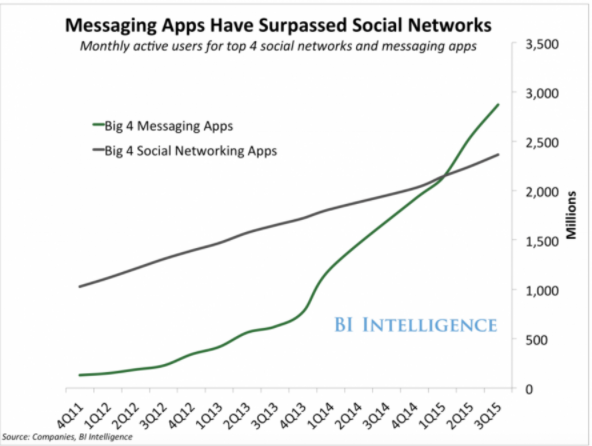 Messaging Apps Have Surpassed Social Networks
Monthly active users for top 4 social networks and messaging apps
3,500
3,000
Big 4 Messaging Apps
2,500
Big 4 Social Networking Apps
2,000
Millions
1,500
1,000
BI INTELLIGENCE
500
0
4Q11 1Q12 2Q12 3Q12 4Q12 1Q13 2Q13 3Q13 4Q13 1Q14 2Q14 3Q14 4Q14 1Q15 2Q15 3Q15
Source: Companies, BI Intelligence